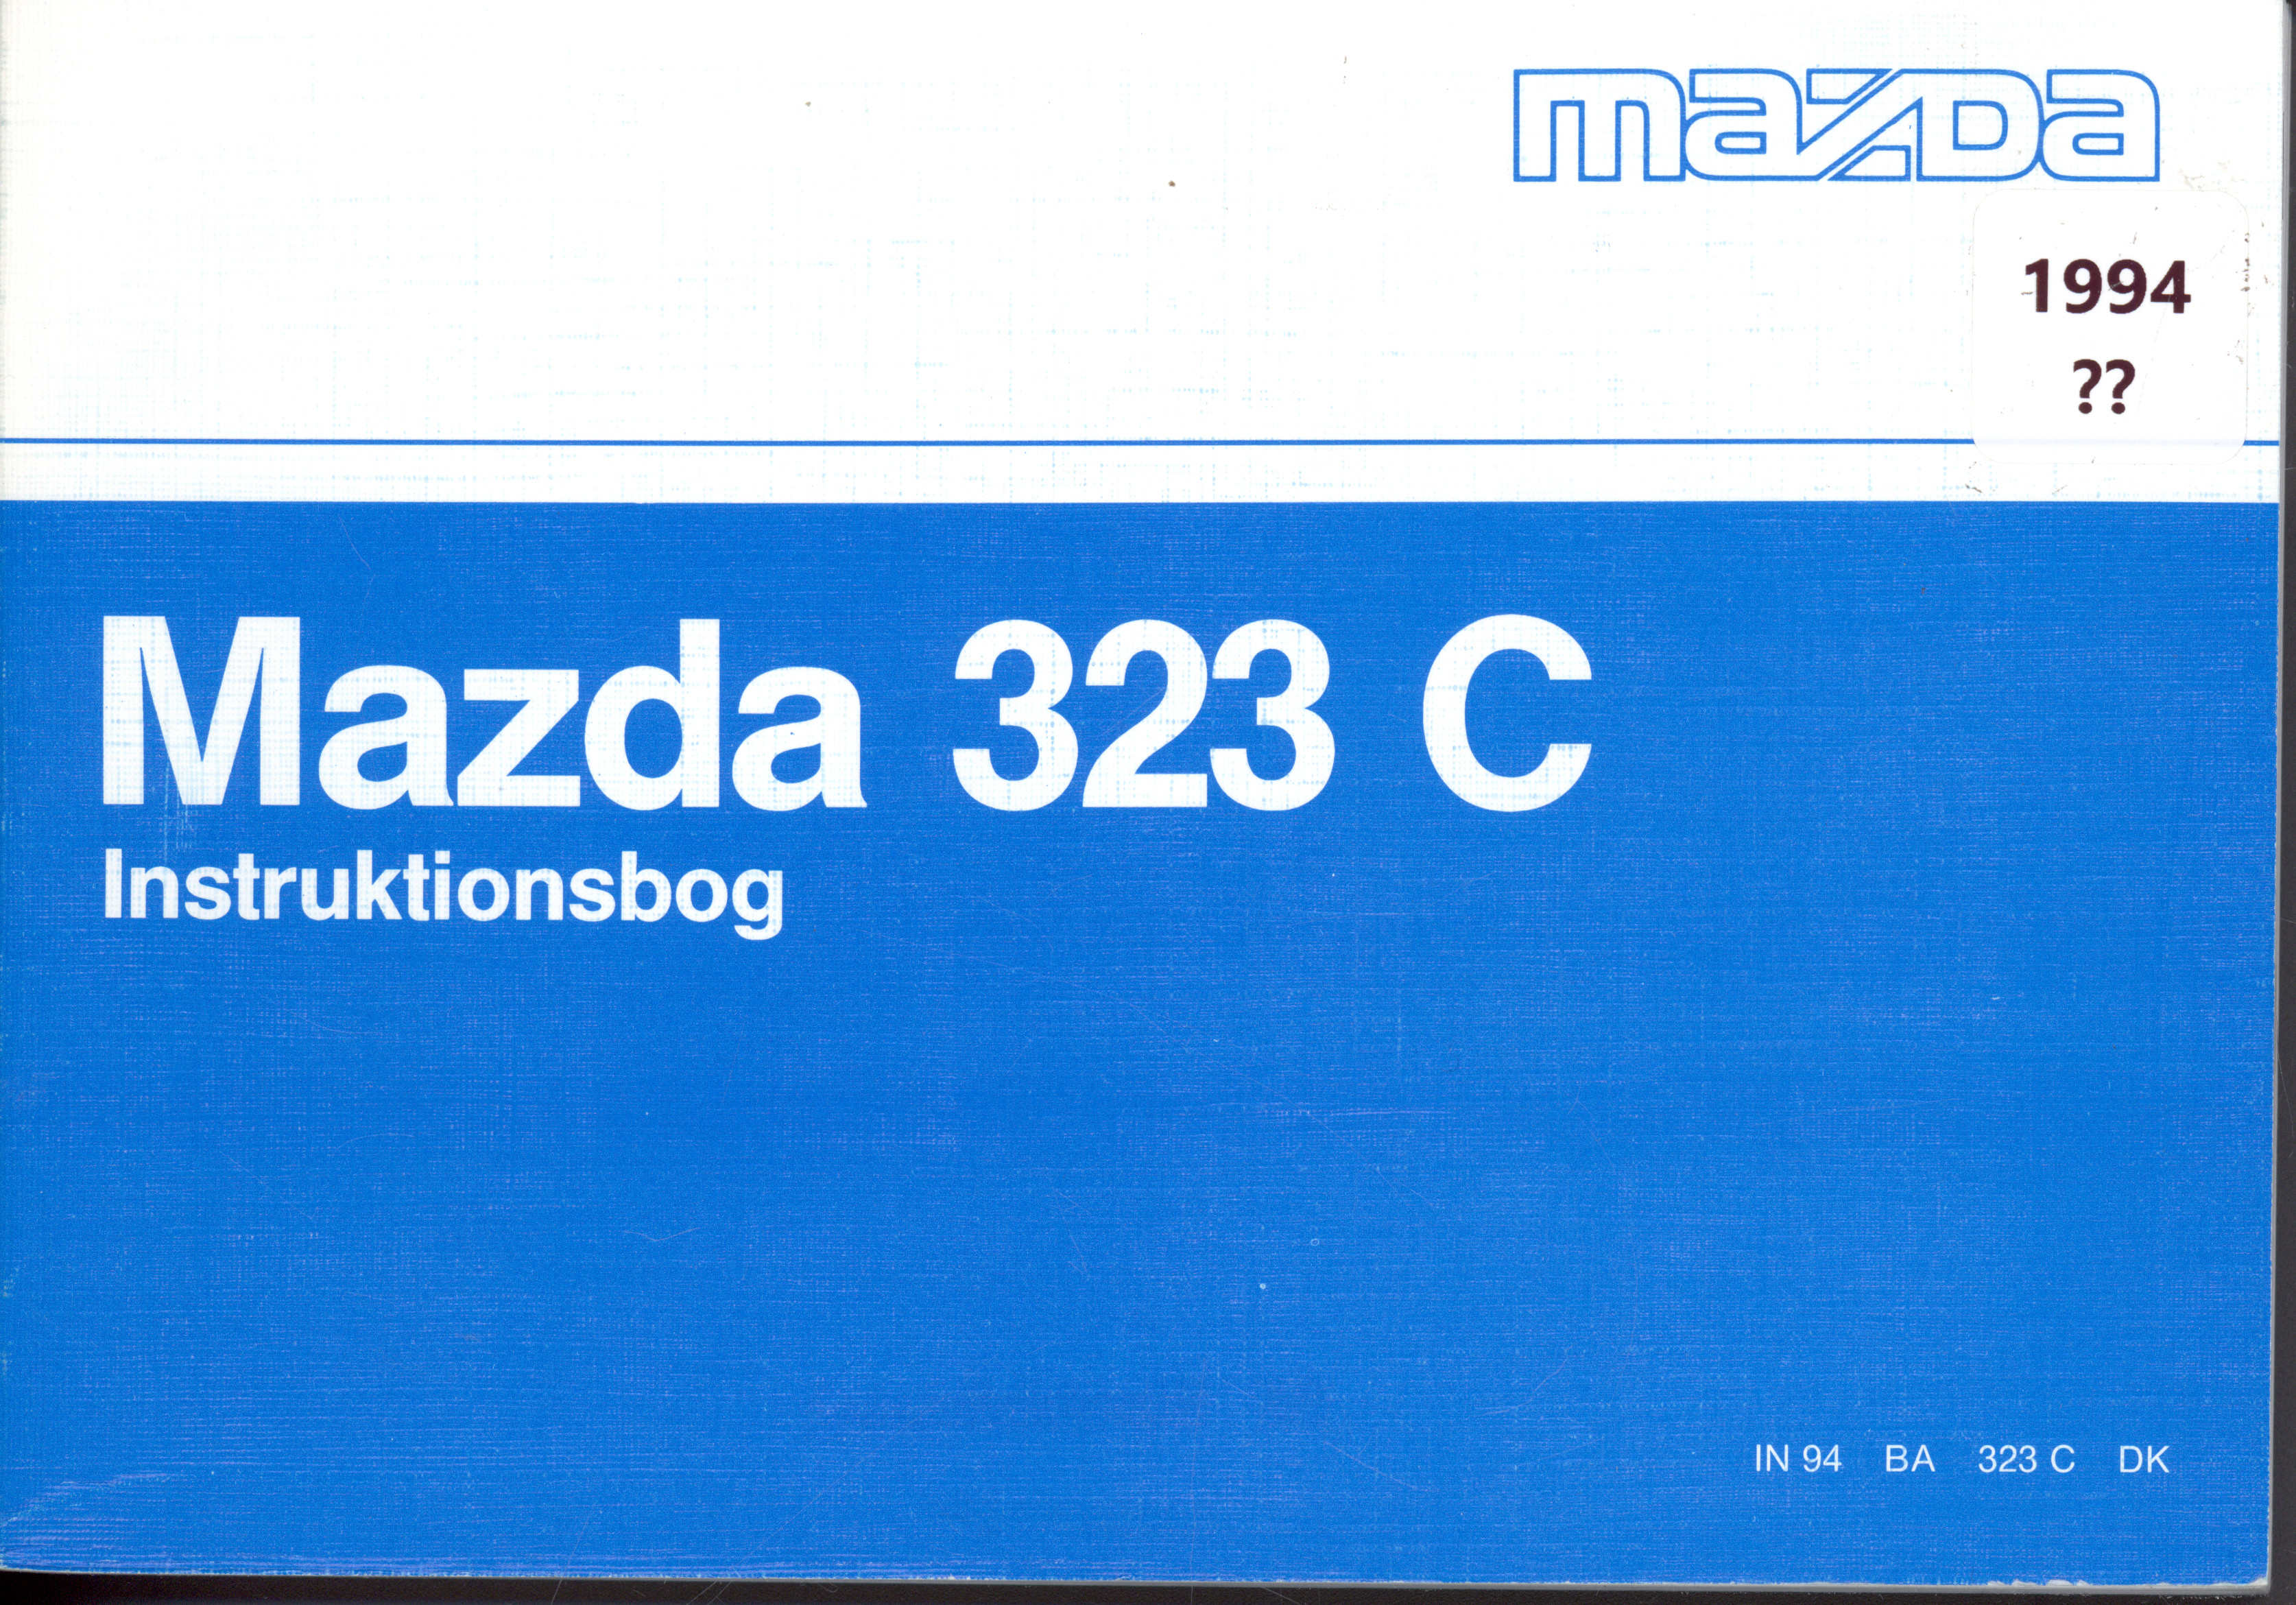 mazda
1994
??
Mazda 323 C
Instruktionsbog
IN 94 BA 323 C DK